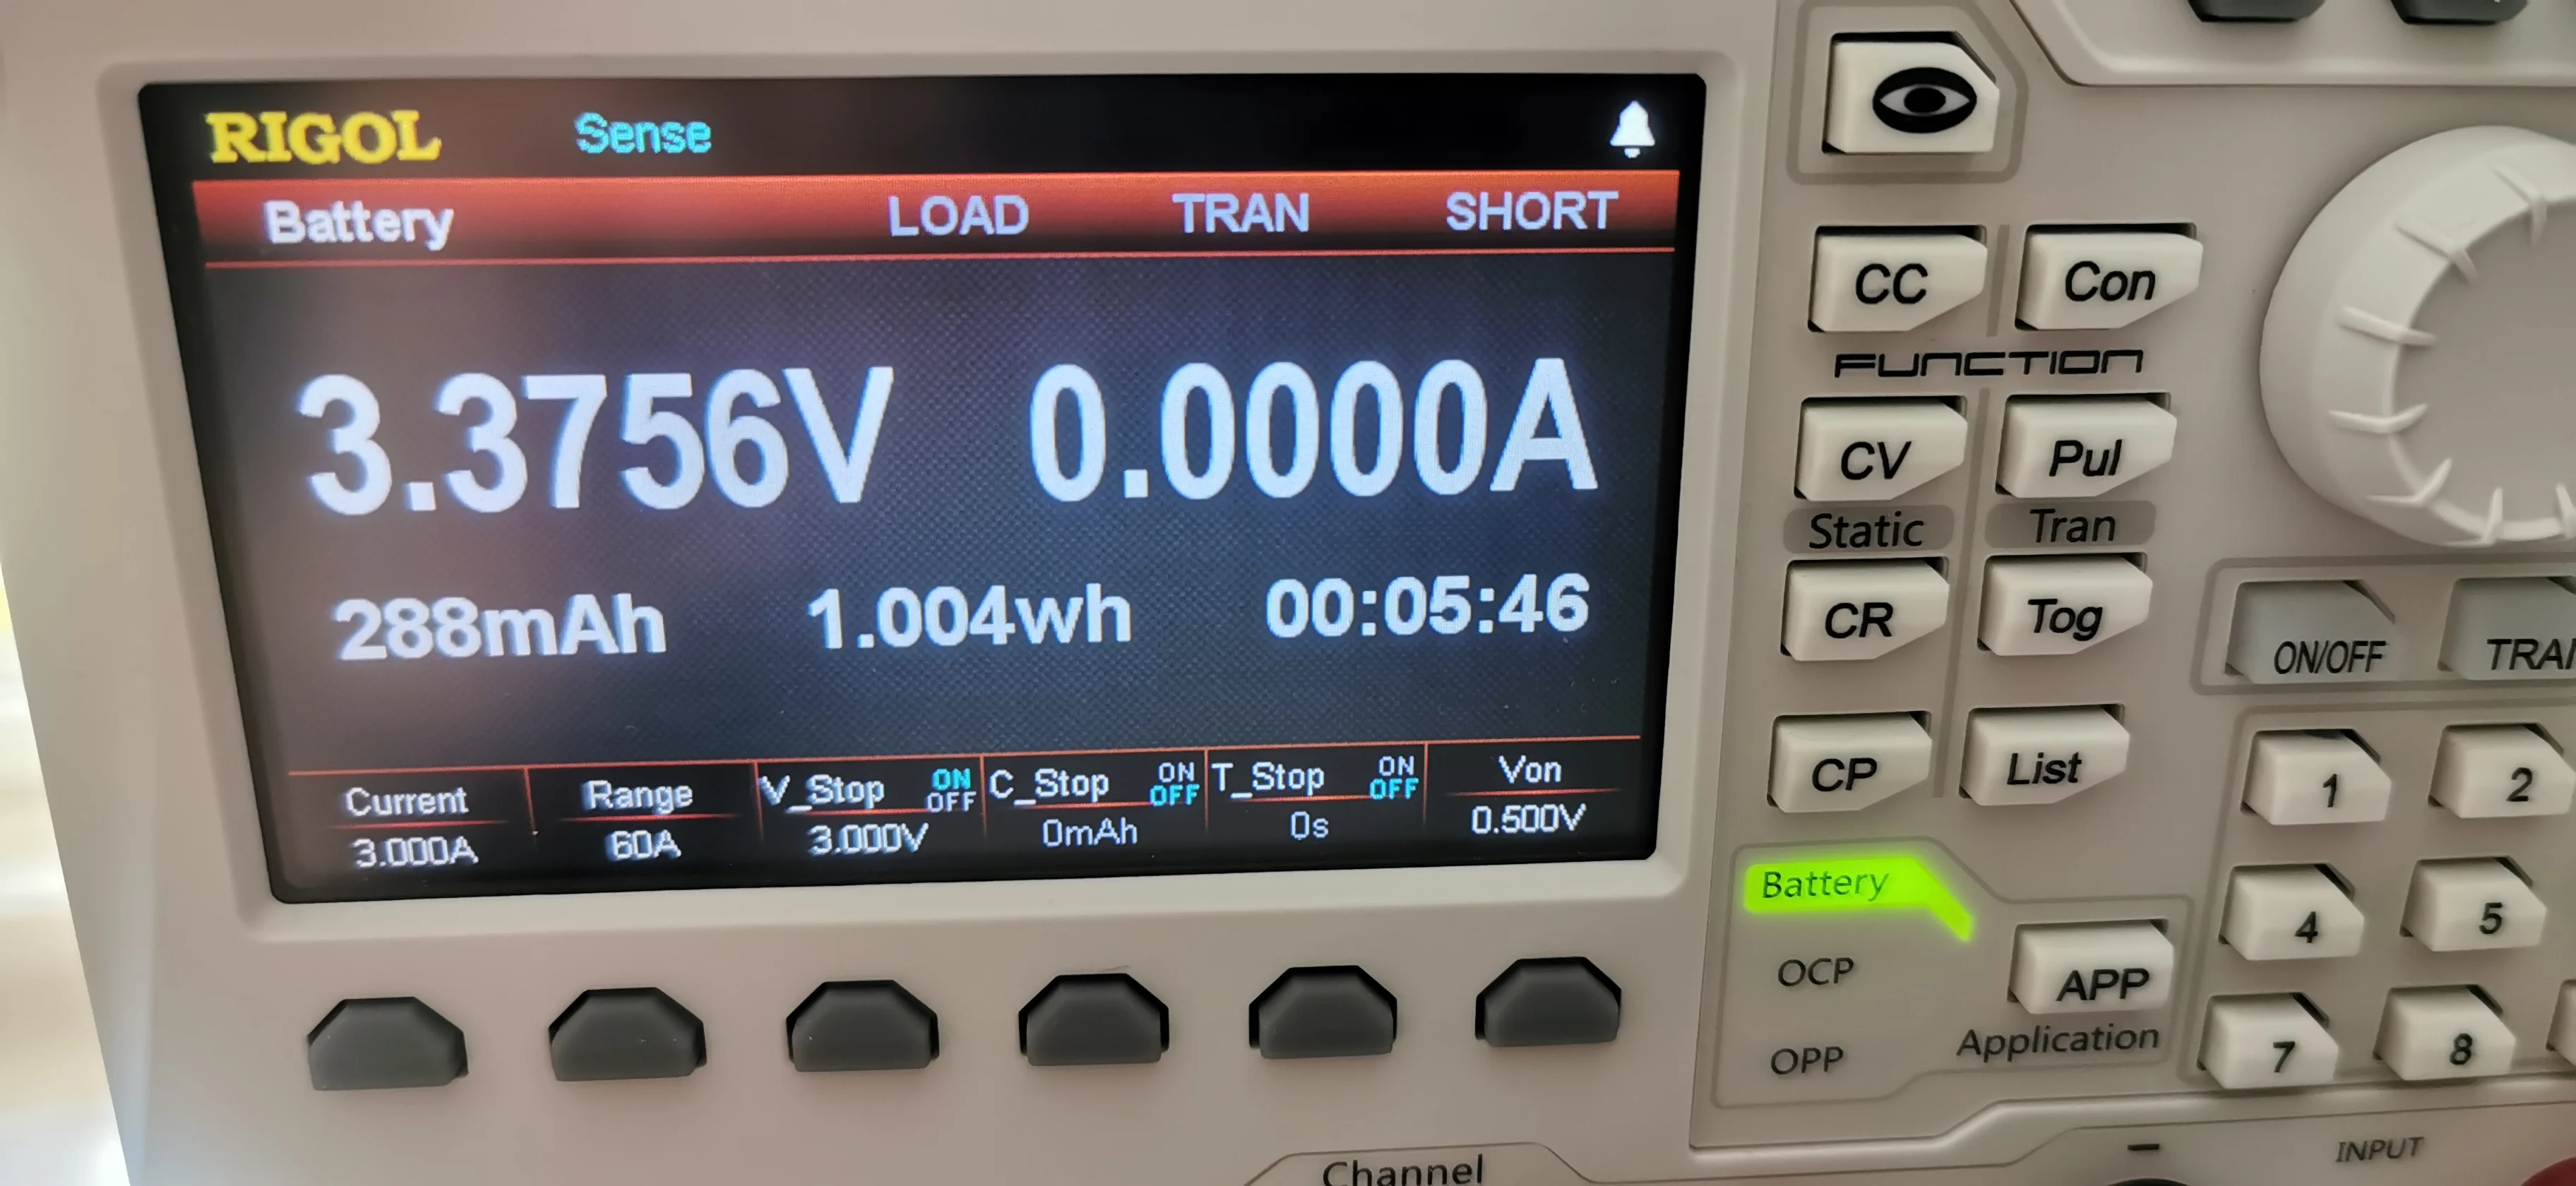 RIGOL Sense
Battery LOAD TRAN SHORT
3.3756V 0.0000A
288mAh 1.004wh 00:05:46
Current Range V_Stop ON OFF C_Stop ON OFF T_Stop ON OFF Von
3.000A 60A 3.000V 0mAh 0s 0.500V
CC Con
FUNCTION
CV Pul
Static Tran
CR Tog
CP List
ON/OFF
1 2
Battery
4 5
OCP
APP
OPP
Application
7 8
Channel
− INPUT